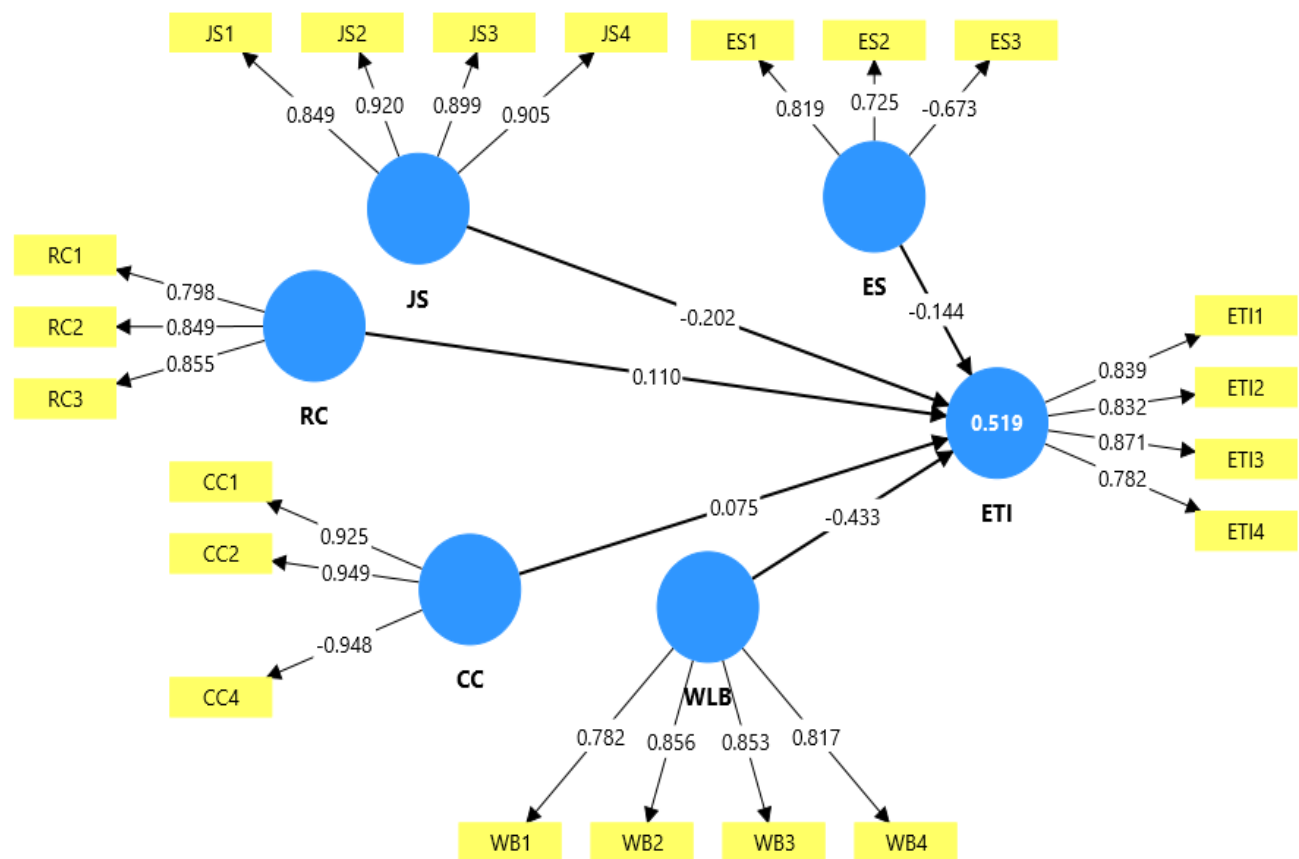 JS1
JS2
JS3
JS4
ES1
ES2
ES3
0.849
0.920
0.899
0.905
0.819
0.725
-0.673
RC1
RC2
RC3
0.798
0.849
0.855
JS
ES
RC
-0.202
-0.144
0.110
ETI1
ETI2
ETI3
ETI4
0.839
0.832
0.871
0.782
0.519
ETI
CC1
CC2
CC4
0.925
0.949
-0.948
CC
0.075
-0.433
WLB
0.782
0.856
0.853
0.817
WB1
WB2
WB3
WB4